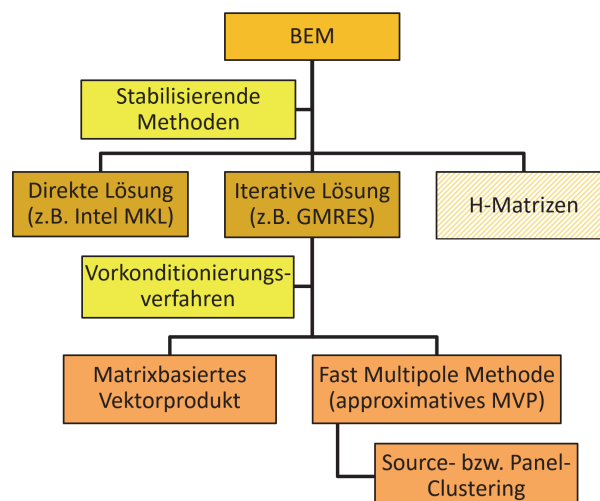 BEM
Stabilisierende
Methoden
Direkte Lösung
(z.B. Intel MKL)
Iterative Lösung
(z.B. GMRES)
H-Matrizen
Vorkonditionierungs-
verfahren
Matrixbasiertes
Vektorprodukt
Fast Multipole Methode
(approximatives MVP)
Source- bzw. Panel-
Clustering